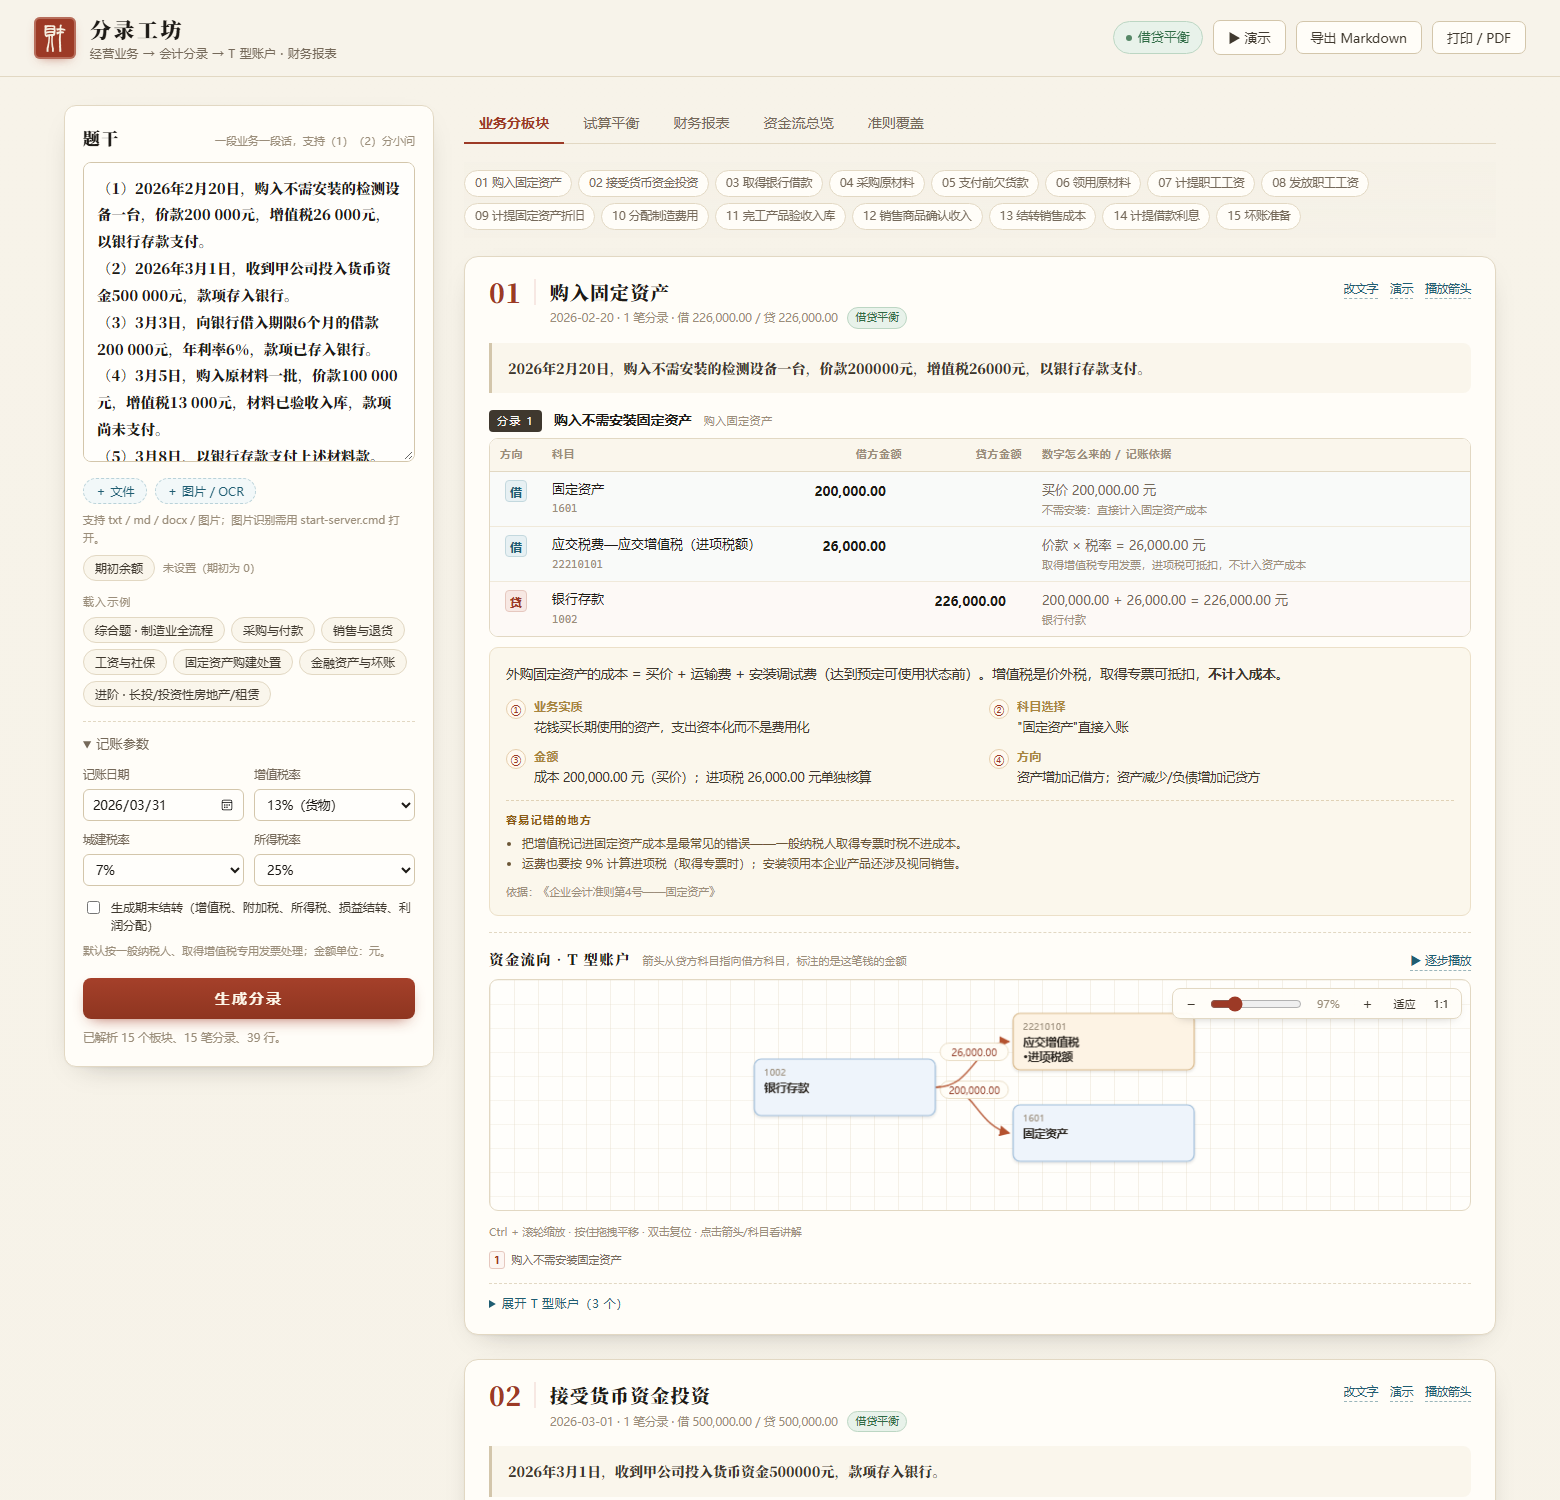 財
分录工坊
经营业务 → 会计分录 → T 型账户 · 财务报表
借贷平衡
▶ 演示
导出 Markdown
打印 / PDF
题干
一段业务一段话，支持（1）（2）分小问
（1）2026年2月20日，购入不需安装的检测设
备一台，价款200 000元，增值税26 000元，
以银行存款支付。
（2）2026年3月1日，收到甲公司投入货币资
金500 000元，款项存入银行。
（3）3月3日，向银行借入期限6个月的借款
200 000元，年利率6%，款项已存入银行。
（4）3月5日，购入原材料一批，价款100 000
元，增值税13 000元，材料已验收入库，款项
尚未支付。
（5）3月8日，以银行存款支付上述材料款。
+ 文件
+ 图片 / OCR
支持 txt / md / docx / 图片；图片识别需用 start-server.cmd 打
开。
期初余额
未设置（期初为 0）
载入示例
综合题 · 制造业全流程
采购与付款
销售与退货
工资与社保
固定资产购建处置
金融资产与坏账
进阶 · 长投/投资性房地产/租赁
▼ 记账参数
记账日期
增值税率
2026/03/31
13%（货物）
城建税率
所得税率
7%
25%
生成期末结转（增值税、附加税、所得税、损益结转、利
润分配）
默认按一般纳税人、取得增值税专用发票处理；金额单位：元。
生成分录
已解析 15 个板块、15 笔分录、39 行。
业务分板块
试算平衡
财务报表
资金流总览
准则覆盖
01 购入固定资产
02 接受货币资金投资
03 取得银行借款
04 采购原材料
05 支付前欠货款
06 领用原材料
07 计提职工工资
08 发放职工工资
09 计提固定资产折旧
10 分配制造费用
11 完工产品验收入库
12 销售商品确认收入
13 结转销售成本
14 计提借款利息
15 坏账准备
01
购入固定资产
改文字
演示
播放箭头
2026-02-20 · 1 笔分录 · 借 226,000.00 / 贷 226,000.00
借贷平衡
2026年2月20日，购入不需安装的检测设备一台，价款200000元，增值税26000元，以银行存款支付。
分录 1
购入不需安装固定资产
购入固定资产
方向
科目
借方金额
贷方金额
数字怎么来的 / 记账依据
借
固定资产
1601
200,000.00
买价 200,000.00 元
不需安装：直接计入固定资产成本
借
应交税费—应交增值税（进项税额）
22210101
26,000.00
价款 × 税率 = 26,000.00 元
取得增值税专用发票，进项税可抵扣，不计入资产成本
贷
银行存款
1002
226,000.00
200,000.00 + 26,000.00 = 226,000.00 元
银行付款
外购固定资产的成本 = 买价 + 运输费 + 安装调试费（达到预定可使用状态前）。增值税是价外税，取得专票可抵扣，不计入成本。
① 业务实质
花钱买长期使用的资产，支出资本化而不是费用化
② 科目选择
"固定资产"直接入账
③ 金额
成本 200,000.00 元（买价）；进项税 26,000.00 元单独核算
④ 方向
资产增加记借方；资产减少/负债增加记贷方
容易记错的地方
• 把增值税记进固定资产成本是最常见的错误——一般纳税人取得专票时税不进成本。
• 运费也要按 9% 计算进项税（取得专票时）；安装领用本企业产品还涉及视同销售。
依据：《企业会计准则第4号——固定资产》
资金流向 · T 型账户
箭头从贷方科目指向借方科目，标注的是这笔钱的金额
▶ 逐步播放
−
97%
+
适应
1:1
22210101
应交增值税
•进项税额
26,000.00
1002
银行存款
200,000.00
1601
固定资产
Ctrl + 滚轮缩放 · 按住拖拽平移 · 双击复位 · 点击箭头/科目看讲解
1 购入不需安装固定资产
▶ 展开 T 型账户（3 个）
02
接受货币资金投资
改文字
演示
播放箭头
2026-03-01 · 1 笔分录 · 借 500,000.00 / 贷 500,000.00
借贷平衡
2026年3月1日，收到甲公司投入货币资金500000元，款项存入银行。